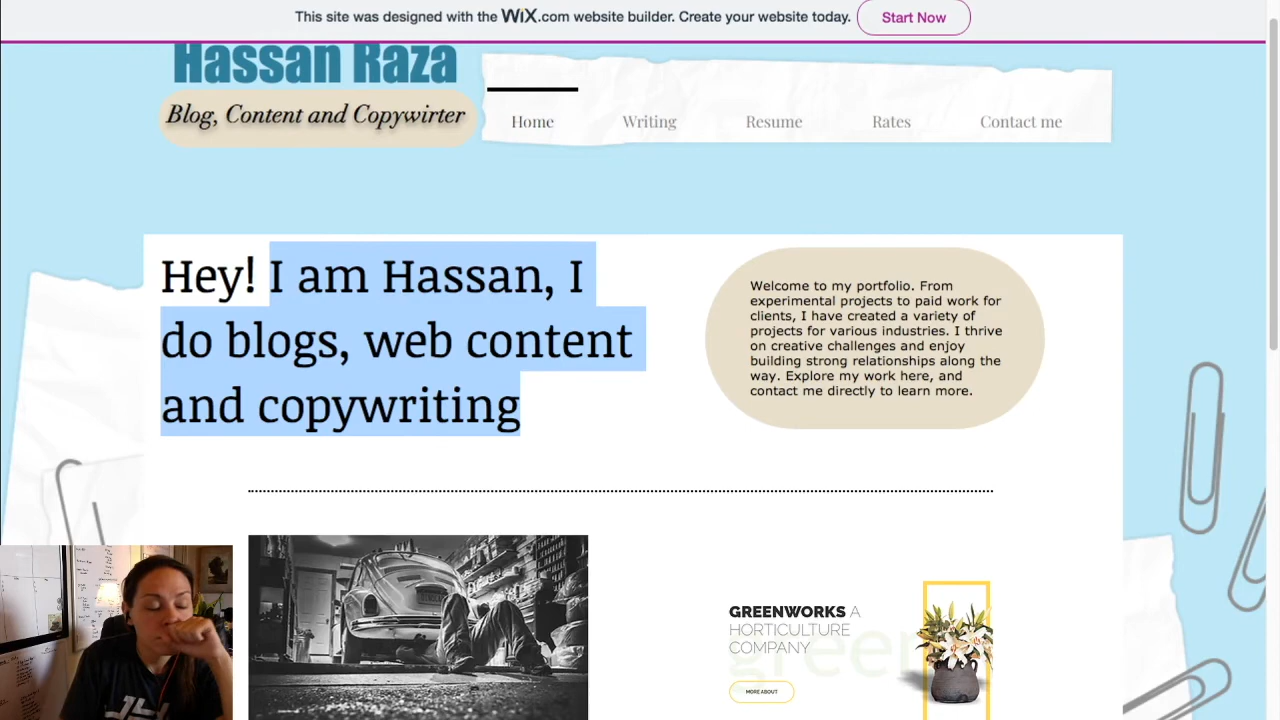 This site was designed with the WiX.com website builder. Create your website today. Start Now
Hassan Raza
Blog, Content and Copywirter
Home Writing Resume Rates Contact me
Hey! I am Hassan, I
do blogs, web content
and copywriting
Welcome to my portfolio. From
experimental projects to paid work for
clients, I have created a variety of
projects for various industries. I thrive
on creative challenges and enjoy
building strong relationships along the
way. Explore my work here, and
contact me directly to learn more.
GREENWORKS A
HORTICULTURE
COMPANY
green
MORE ABOUT